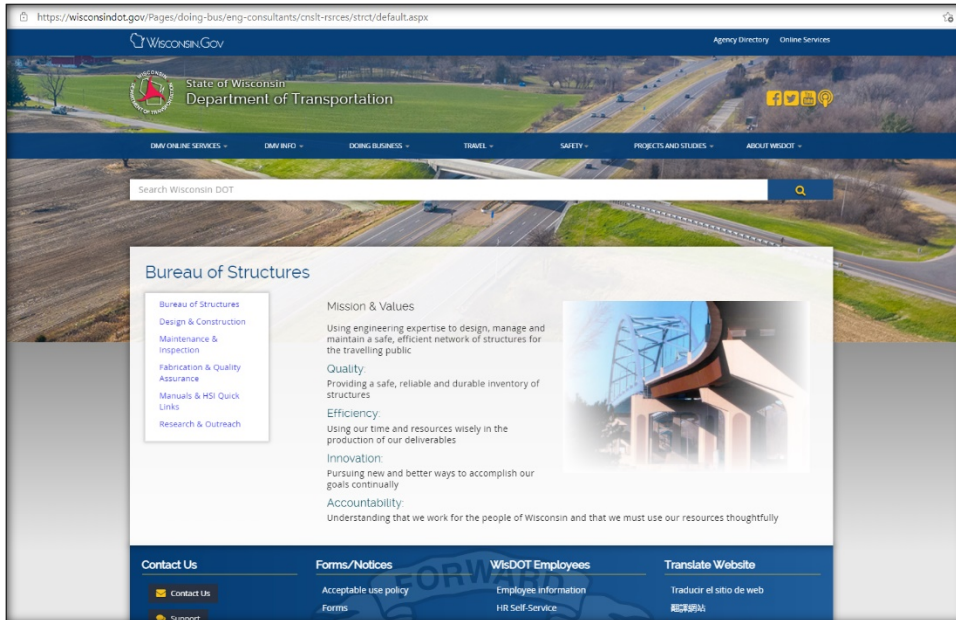 https://wisconsindot.gov/Pages/doing-bus/eng-consultants/cnslt-rsrces/strct/default.aspx
WISCONSIN.GOV
Agency Directory Online Services
State of Wisconsin
Department of Transportation
DMV ONLINE SERVICES DMV INFO DOING BUSINESS TRAVEL SAFETY PROJECTS AND STUDIES ABOUT WISDOT
Search Wisconsin DOT
Bureau of Structures
Bureau of Structures
Design & Construction
Maintenance &
Inspection
Fabrication & Quality
Assurance
Manuals & HSI Quick
Links
Research & Outreach
Mission & Values
Using engineering expertise to design, manage and
maintain a safe, efficient network of structures for
the travelling public
Quality:
Providing a safe, reliable and durable inventory of
structures
Efficiency:
Using our time and resources wisely in the
production of our deliverables
Innovation:
Pursuing new and better ways to accomplish our
goals continually
Accountability:
Understanding that we work for the people of Wisconsin and that we must use our resources thoughtfully
Contact Us
Contact Us
Support
Forms/Notices
Acceptable use policy
Forms
WisDOT Employees
Employee information
HR Self-Service
Translate Website
Traducir el sitio de web
翻譯網站
FORWARD